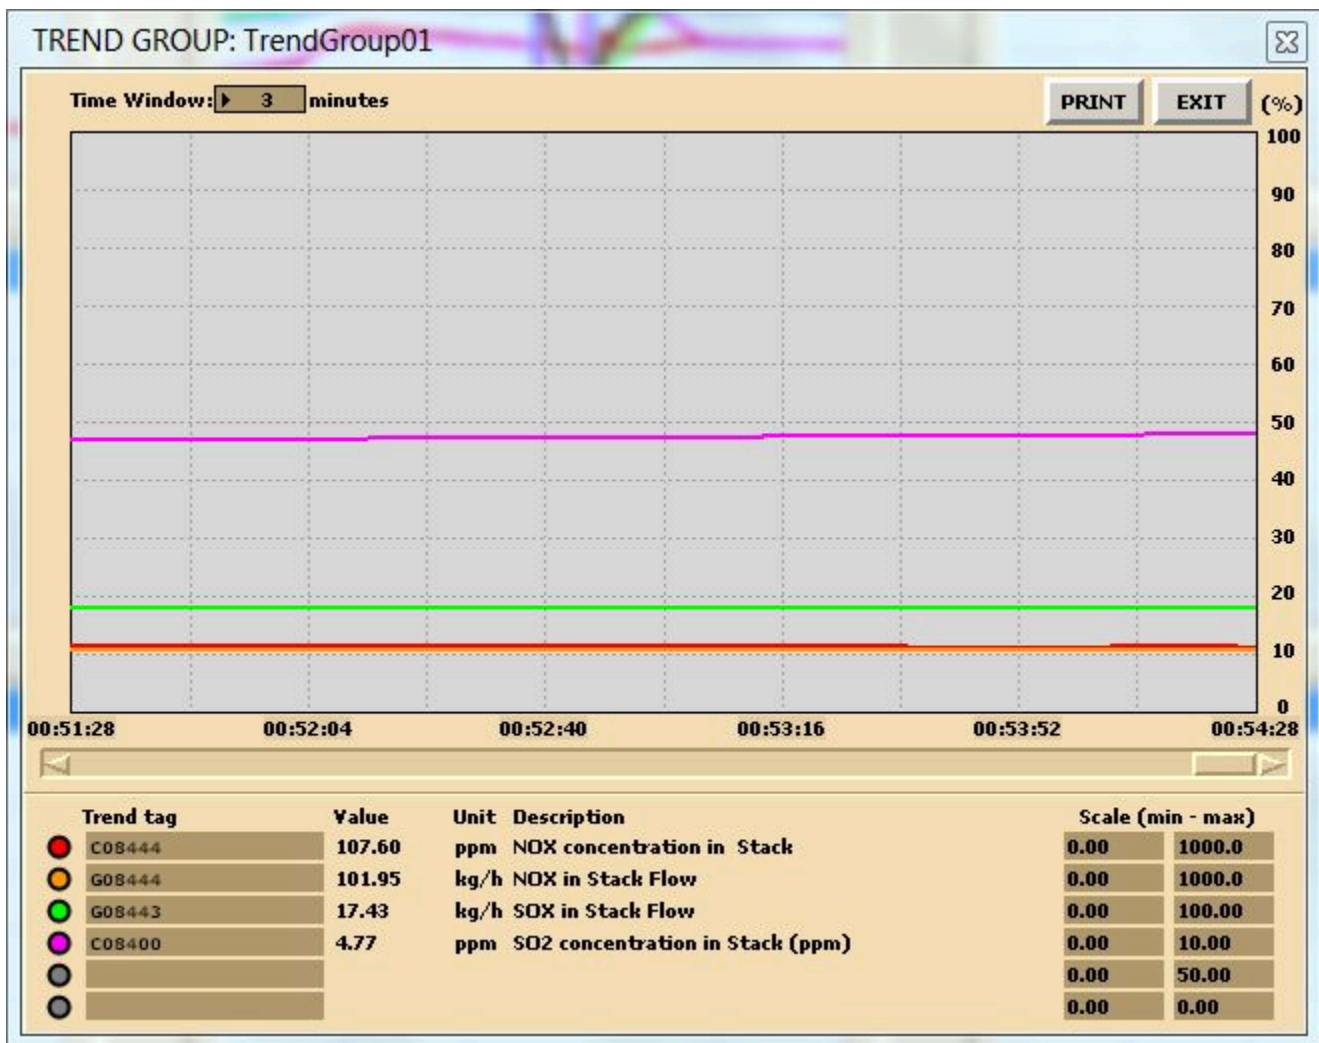 TREND GROUP: TrendGroup01
Time Window: 3 minutes PRINT EXIT (%)
100
90
80
70
60
50
40
30
20
10
0
00:51:28 00:52:04 00:52:40 00:53:16 00:53:52 00:54:28
Trend tag Value Unit Description Scale (min - max)
C08444 107.60 ppm NOX concentration in Stack 0.00 1000.0
G08444 101.95 kg/h NOX in Stack Flow 0.00 1000.0
G08443 17.43 kg/h SOX in Stack Flow 0.00 100.00
C08400 4.77 ppm SO2 concentration in Stack (ppm) 0.00 10.00
0.00 50.00
0.00 0.00